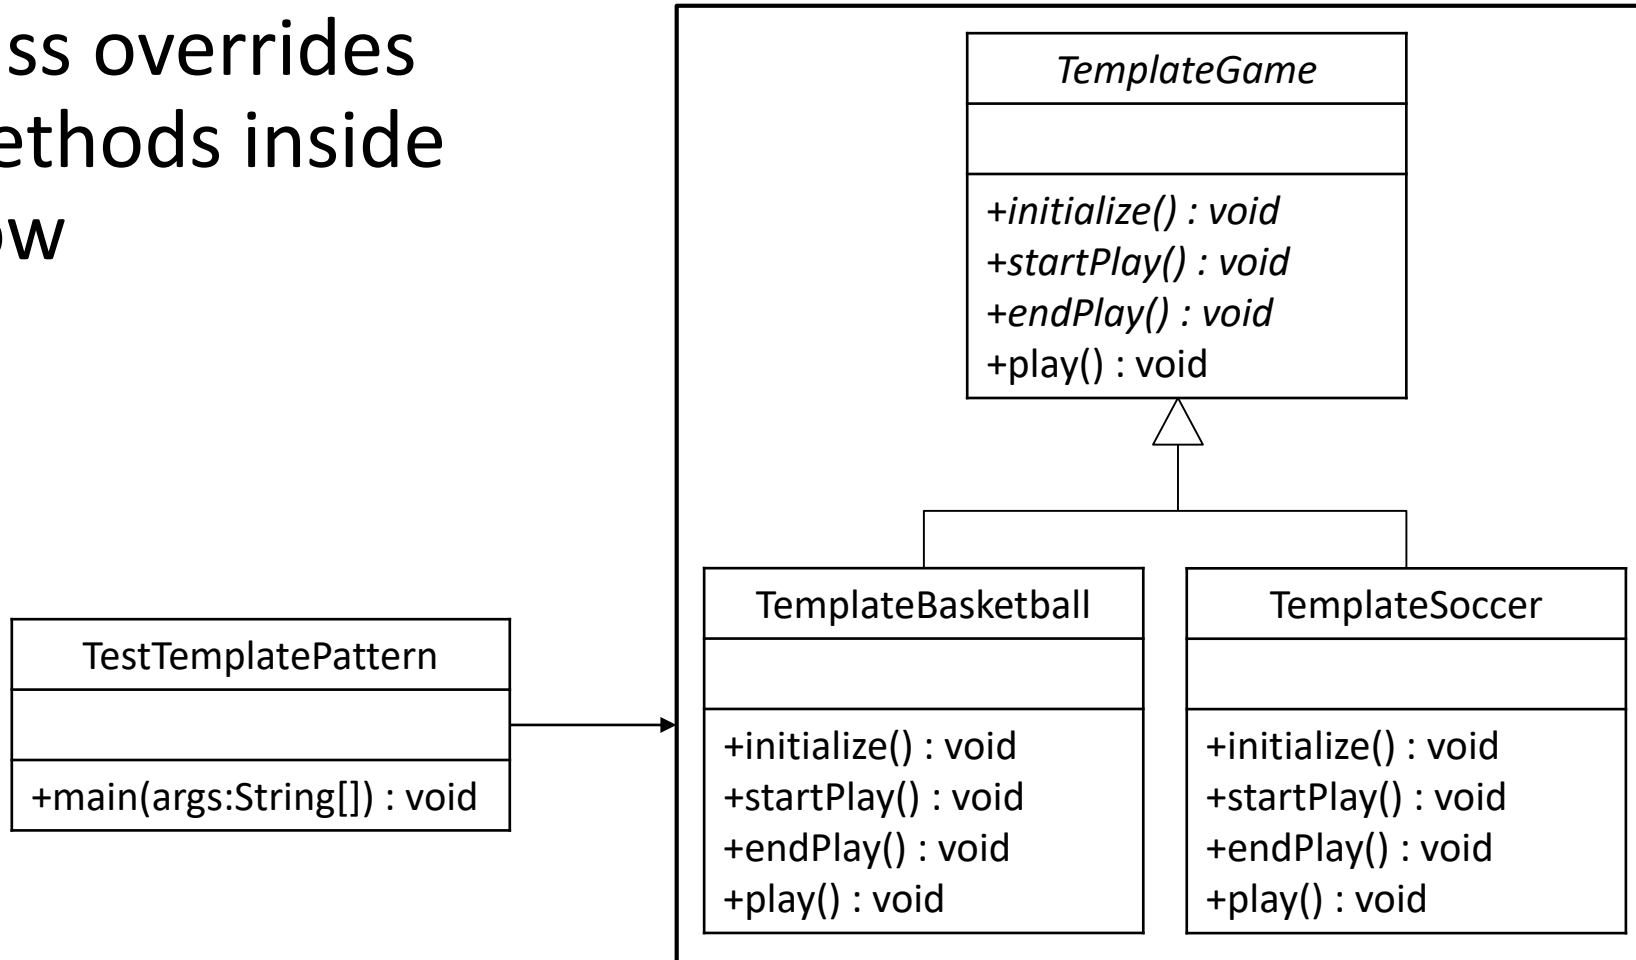 ss overrides
ethods inside
ow
TemplateGame
+initialize() : void
+startPlay() : void
+endPlay() : void
+play() : void
TestTemplatePattern
+main(args:String[]) : void
TemplateBasketball
+initialize() : void
+startPlay() : void
+endPlay() : void
+play() : void
TemplateSoccer
+initialize() : void
+startPlay() : void
+endPlay() : void
+play() : void